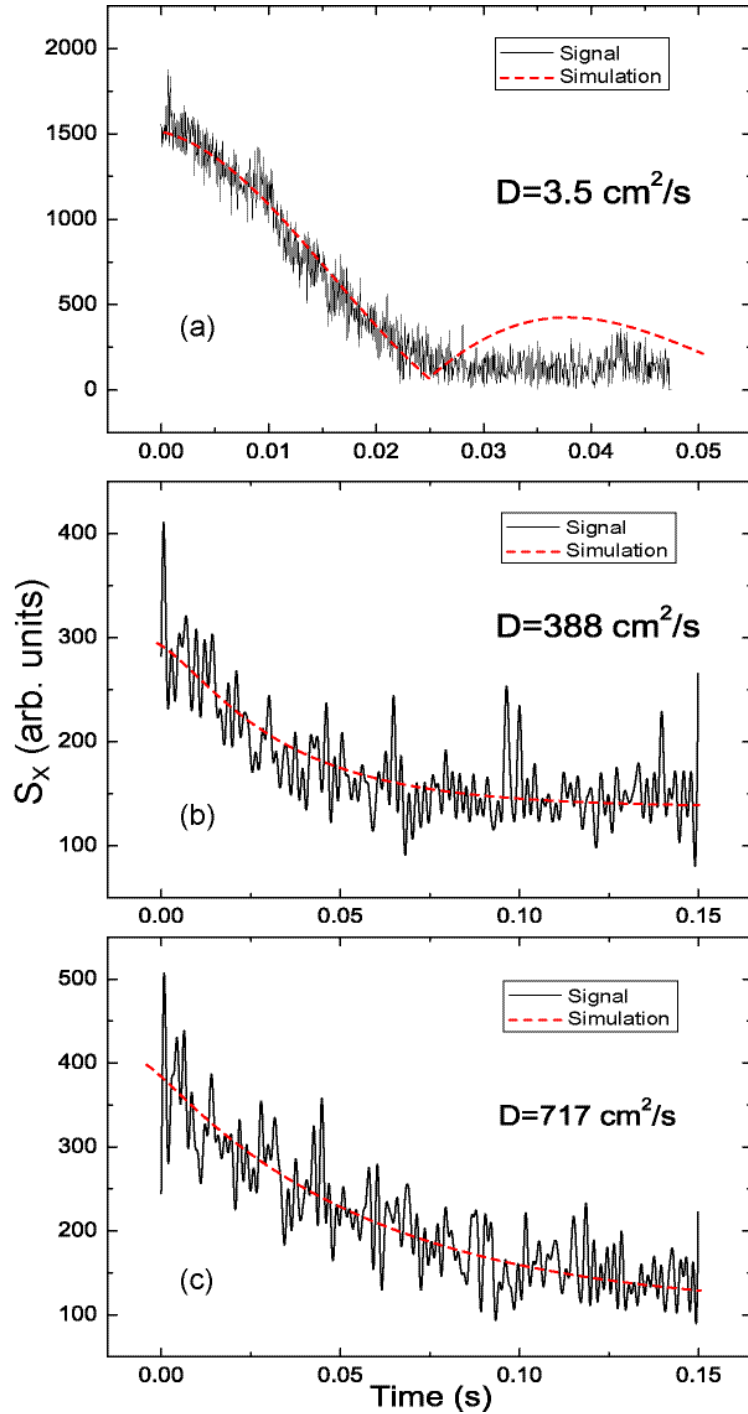 2000
Signal
Simulation
1500
D=3.5 cm²/s
1000
500
(a)
0
0.00 0.01 0.02 0.03 0.04 0.05
400
Signal
Simulation
D=388 cm²/s
300
200
(b)
100
0.00 0.05 0.10 0.15
S_X (arb. units)
500
Signal
Simulation
400
D=717 cm²/s
300
200
(c)
100
0.00 0.05 0.10 0.15
Time (s)